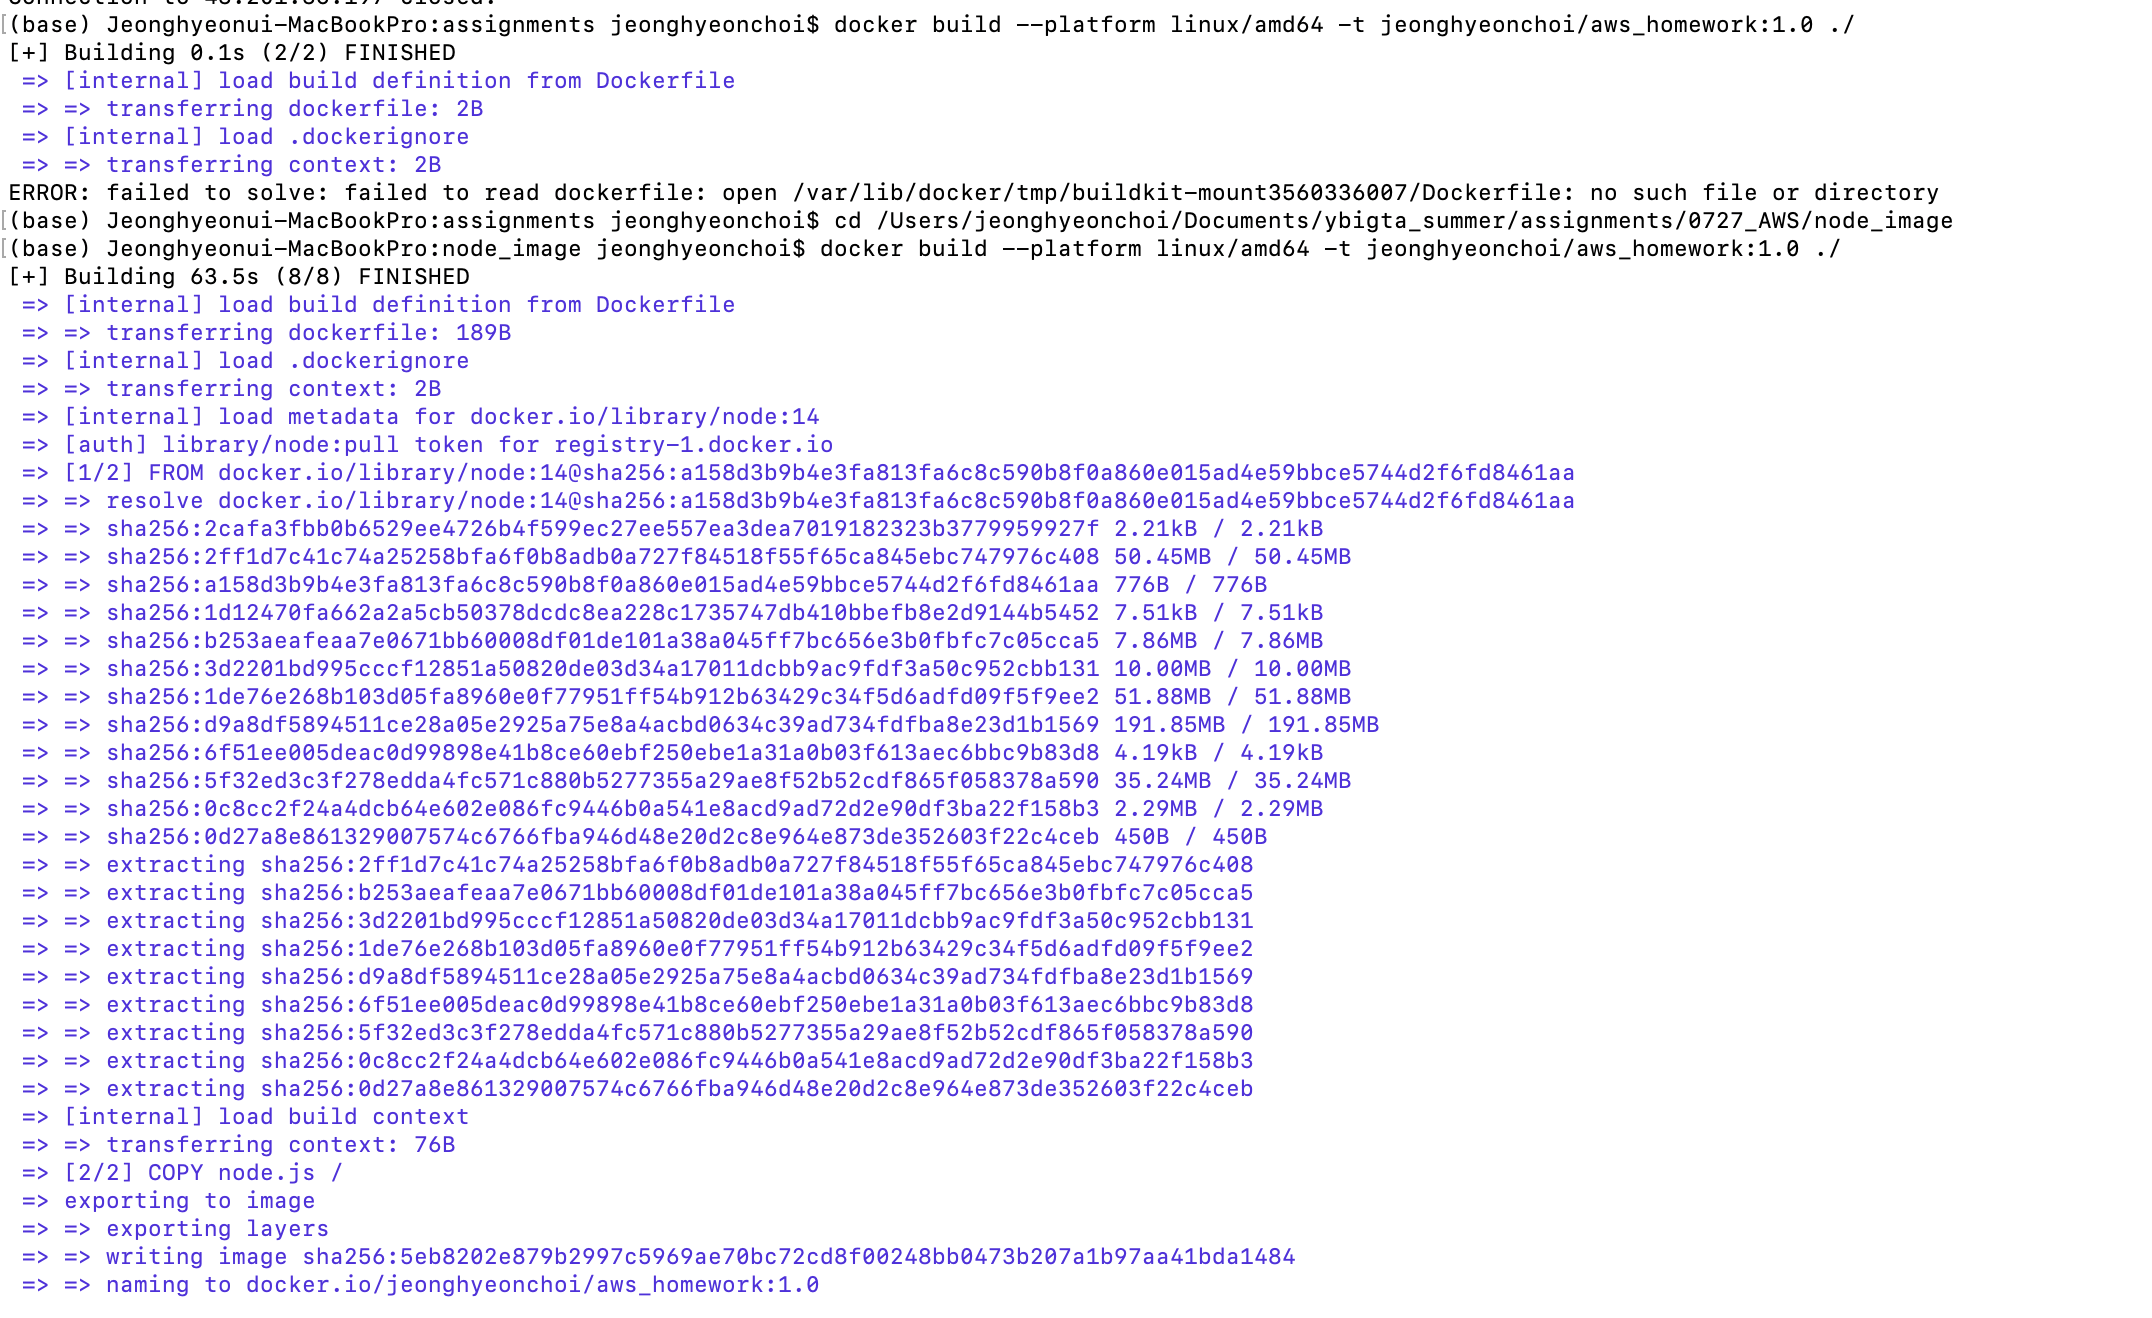 [(base) Jeonghyeonui-MacBookPro:assignments jeonghyeonchoi$ docker build --platform linux/amd64 -t jeonghyeonchoi/aws_homework:1.0 ./
[+] Building 0.1s (2/2) FINISHED
=> [internal] load build definition from Dockerfile
=> => transferring dockerfile: 2B
=> [internal] load .dockerignore
=> => transferring context: 2B
ERROR: failed to solve: failed to read dockerfile: open /var/lib/docker/tmp/buildkit-mount3560336007/Dockerfile: no such file or directory
[(base) Jeonghyeonui-MacBookPro:assignments jeonghyeonchoi$ cd /Users/jeonghyeonchoi/Documents/ybigta_summer/assignments/0727_AWS/node_image
[(base) Jeonghyeonui-MacBookPro:node_image jeonghyeonchoi$ docker build --platform linux/amd64 -t jeonghyeonchoi/aws_homework:1.0 ./
[+] Building 63.5s (8/8) FINISHED
=> [internal] load build definition from Dockerfile
=> => transferring dockerfile: 189B
=> [internal] load .dockerignore
=> => transferring context: 2B
=> [internal] load metadata for docker.io/library/node:14
=> [auth] library/node:pull token for registry-1.docker.io
=> [1/2] FROM docker.io/library/node:14@sha256:a158d3b9b4e3fa813fa6c8c590b8f0a860e015ad4e59bbce5744d2f6fd8461aa
=> => resolve docker.io/library/node:14@sha256:a158d3b9b4e3fa813fa6c8c590b8f0a860e015ad4e59bbce5744d2f6fd8461aa
=> => sha256:2cafa3fbb0b6529ee4726b4f599ec27ee557ea3dea7019182323b3779959927f 2.21kB / 2.21kB
=> => sha256:2ff1d7c41c74a25258bfa6f0b8adb0a727f84518f55f65ca845ebc747976c408 50.45MB / 50.45MB
=> => sha256:a158d3b9b4e3fa813fa6c8c590b8f0a860e015ad4e59bbce5744d2f6fd8461aa 776B / 776B
=> => sha256:1d12470fa662a2a5cb50378dcdc8ea228c1735747db410bbefb8e2d9144b5452 7.51kB / 7.51kB
=> => sha256:b253aeafeaa7e0671bb60008df01de101a38a045ff7bc656e3b0fbfc7c05cca5 7.86MB / 7.86MB
=> => sha256:3d2201bd995cccf12851a50820de03d34a17011dcbb9ac9fdf3a50c952cbb131 10.00MB / 10.00MB
=> => sha256:1de76e268b103d05fa8960e0f77951ff54b912b63429c34f5d6adfd09f5f9ee2 51.88MB / 51.88MB
=> => sha256:d9a8df5894511ce28a05e2925a75e8a4acbd0634c39ad734fdfba8e23d1b1569 191.85MB / 191.85MB
=> => sha256:6f51ee005deac0d99898e41b8ce60ebf250ebe1a31a0b03f613aec6bbc9b83d8 4.19kB / 4.19kB
=> => sha256:5f32ed3c3f278edda4fc571c880b5277355a29ae8f52b52cdf865f058378a590 35.24MB / 35.24MB
=> => sha256:0c8cc2f24a4dcb64e602e086fc9446b0a541e8acd9ad72d2e90df3ba22f158b3 2.29MB / 2.29MB
=> => sha256:0d27a8e861329007574c6766fba946d48e20d2c8e964e873de352603f22c4ceb 450B / 450B
=> => extracting sha256:2ff1d7c41c74a25258bfa6f0b8adb0a727f84518f55f65ca845ebc747976c408
=> => extracting sha256:b253aeafeaa7e0671bb60008df01de101a38a045ff7bc656e3b0fbfc7c05cca5
=> => extracting sha256:3d2201bd995cccf12851a50820de03d34a17011dcbb9ac9fdf3a50c952cbb131
=> => extracting sha256:1de76e268b103d05fa8960e0f77951ff54b912b63429c34f5d6adfd09f5f9ee2
=> => extracting sha256:d9a8df5894511ce28a05e2925a75e8a4acbd0634c39ad734fdfba8e23d1b1569
=> => extracting sha256:6f51ee005deac0d99898e41b8ce60ebf250ebe1a31a0b03f613aec6bbc9b83d8
=> => extracting sha256:5f32ed3c3f278edda4fc571c880b5277355a29ae8f52b52cdf865f058378a590
=> => extracting sha256:0c8cc2f24a4dcb64e602e086fc9446b0a541e8acd9ad72d2e90df3ba22f158b3
=> => extracting sha256:0d27a8e861329007574c6766fba946d48e20d2c8e964e873de352603f22c4ceb
=> [internal] load build context
=> => transferring context: 76B
=> [2/2] COPY node.js /
=> exporting to image
=> => exporting layers
=> => writing image sha256:5eb8202e879b2997c5969ae70bc72cd8f00248bb0473b207a1b97aa41bda1484
=> => naming to docker.io/jeonghyeonchoi/aws_homework:1.0